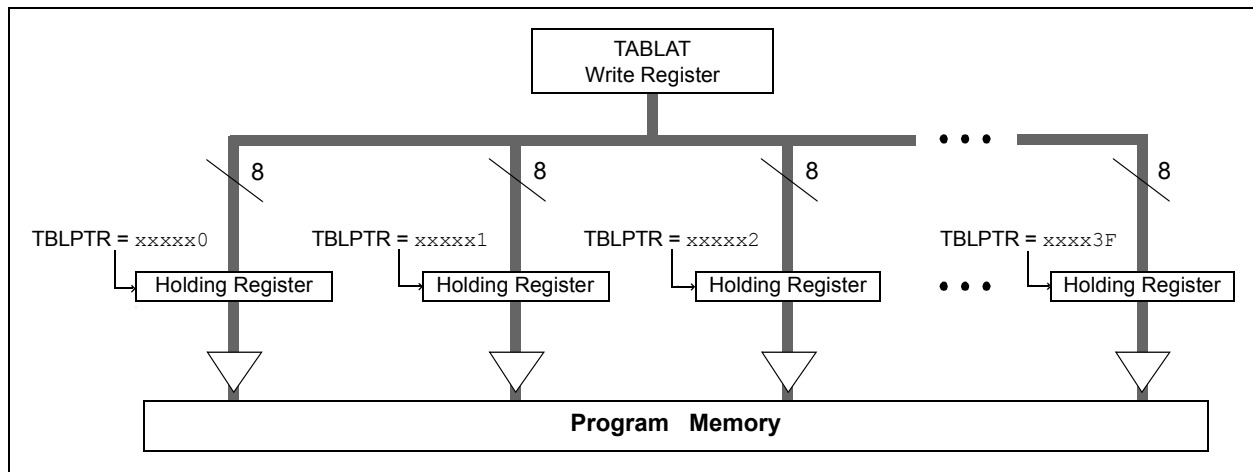 TABLAT
Write Register
8 8 8 8
TBLPTR = xxxxx0 TBLPTR = xxxxx1 TBLPTR = xxxxx2 TBLPTR = xxxx3F
Holding Register Holding Register Holding Register Holding Register
Program Memory